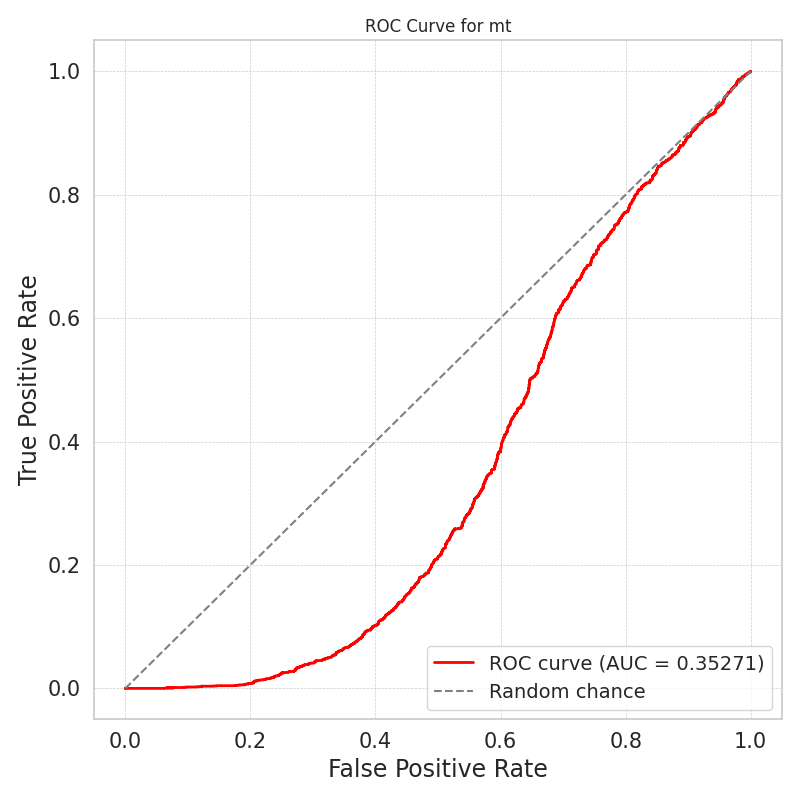 ROC Curve for mt
True Positive Rate
1.0
0.8
0.6
0.4
0.2
0.0
ROC curve (AUC = 0.35271)
Random chance
0.0 0.2 0.4 0.6 0.8 1.0
False Positive Rate